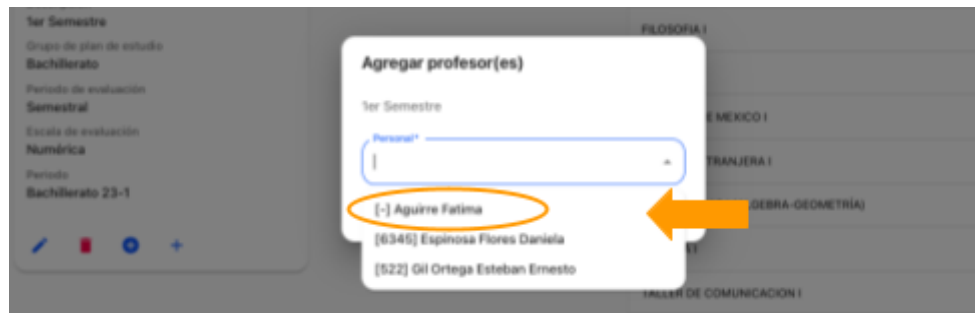 1er Semestre
Grupo de plan de estudio
Bachillerato
Periodo de evaluación
Semestral
Escala de evaluación
Numérica
Periodo
Bachillerato 23-1
Agregar profesor(es)
1er Semestre
Personal*
[-] Aguirre Fatima
[6345] Espinosa Flores Daniela
[522] Gil Ortega Esteban Ernesto
FILOSOFIA I
E MEXICO I
TRANJERA I
GEBRA-GEOMETRÍA)
TALLER DE COMUNICACION I